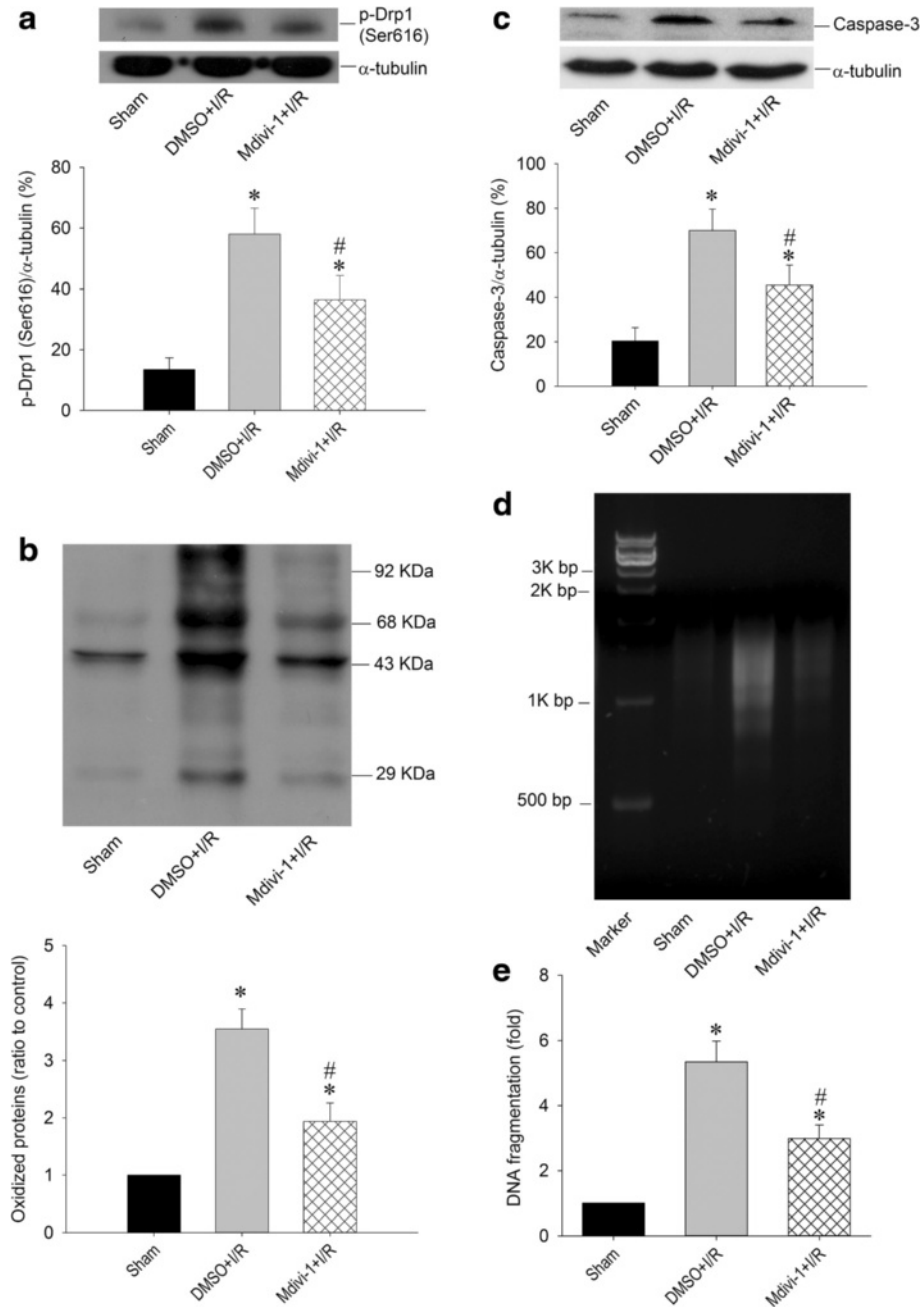 a
p-Drp1
(Ser616)
α-tubulin
Sham
DMSO+I/R
Mdivi-1+I/R
p-Drp1 (Ser616)/α-tubulin (%)
80
60
40
20
0
*
#
*
Sham
DMSO+I/R
Mdivi-1+I/R
c
Caspase-3
α-tubulin
Sham
DMSO+I/R
Mdivi-1+I/R
Caspase-3/α-tubulin (%)
100
80
60
40
20
0
*
#
*
Sham
DMSO+I/R
Mdivi-1+I/R
b
92 KDa
68 KDa
43 KDa
29 KDa
Sham
DMSO+I/R
Mdivi-1+I/R
Oxidized proteins (ratio to control)
5
4
3
2
1
0
*
#
*
Sham
DMSO+I/R
Mdivi-1+I/R
d
3K bp
2K bp
1K bp
500 bp
Marker
Sham
DMSO+I/R
Mdivi-1+I/R
e
DNA fragmentation (fold)
8
6
4
2
0
*
#
*
Sham
DMSO+I/R
Mdivi-1+I/R